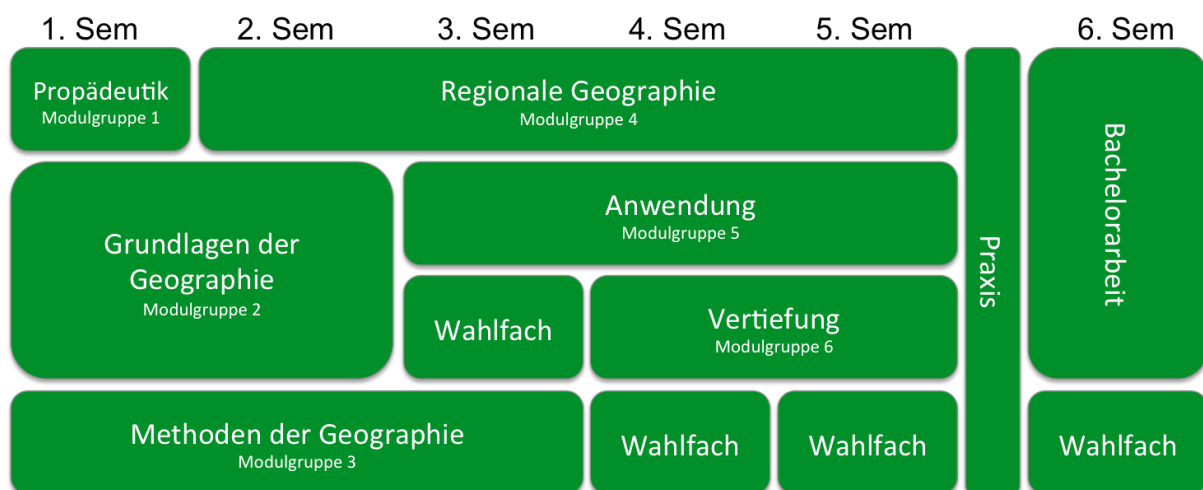 1. Sem
2. Sem
3. Sem
4. Sem
5. Sem
6. Sem
Propädeutik
Modulgruppe 1
Regionale Geographie
Modulgruppe 4
Grundlagen der
Geographie
Modulgruppe 2
Anwendung
Modulgruppe 5
Wahlfach
Vertiefung
Modulgruppe 6
Methoden der Geographie
Modulgruppe 3
Wahlfach
Wahlfach
Praxis
Bachelorarbeit
Wahlfach